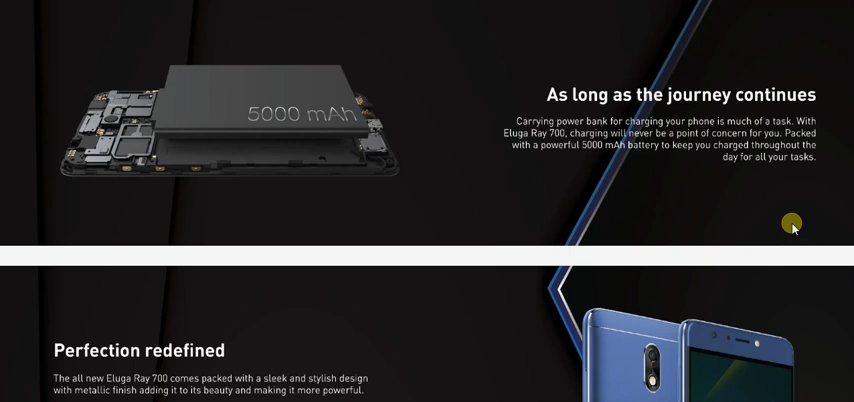 5000 mAh
As long as the journey continues
Carrying power bank for charging your phone is much of a task. With
Eluga Ray 700, charging will never be a point of concern for you. Packed
with a powerful 5000 mAh battery to keep you charged throughout the
day for all your tasks.
Perfection redefined
The all new Eluga Ray 700 comes packed with a sleek and stylish design
with metallic finish adding it to its beauty and making it more powerful.